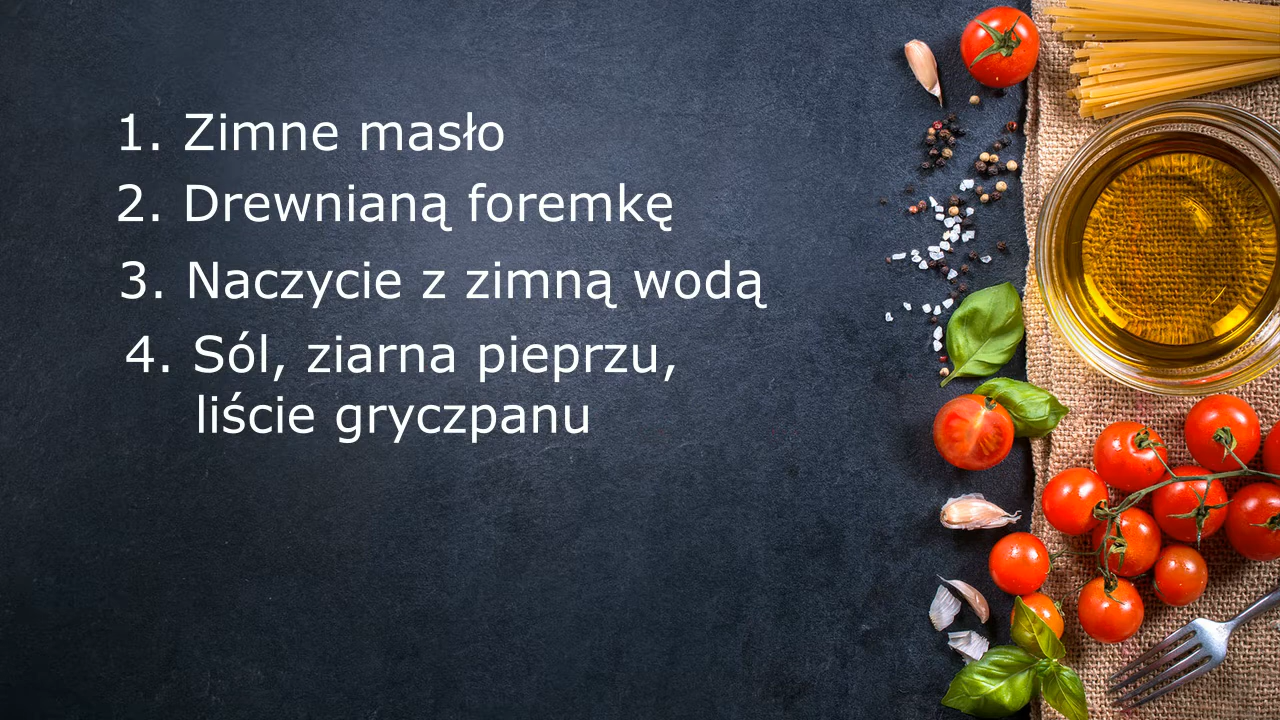 1. Zimne masło
2. Drewnianą foremkę
3. Naczycie z zimną wodą
4. Sól, ziarna pieprzu,
liście gryczpanu